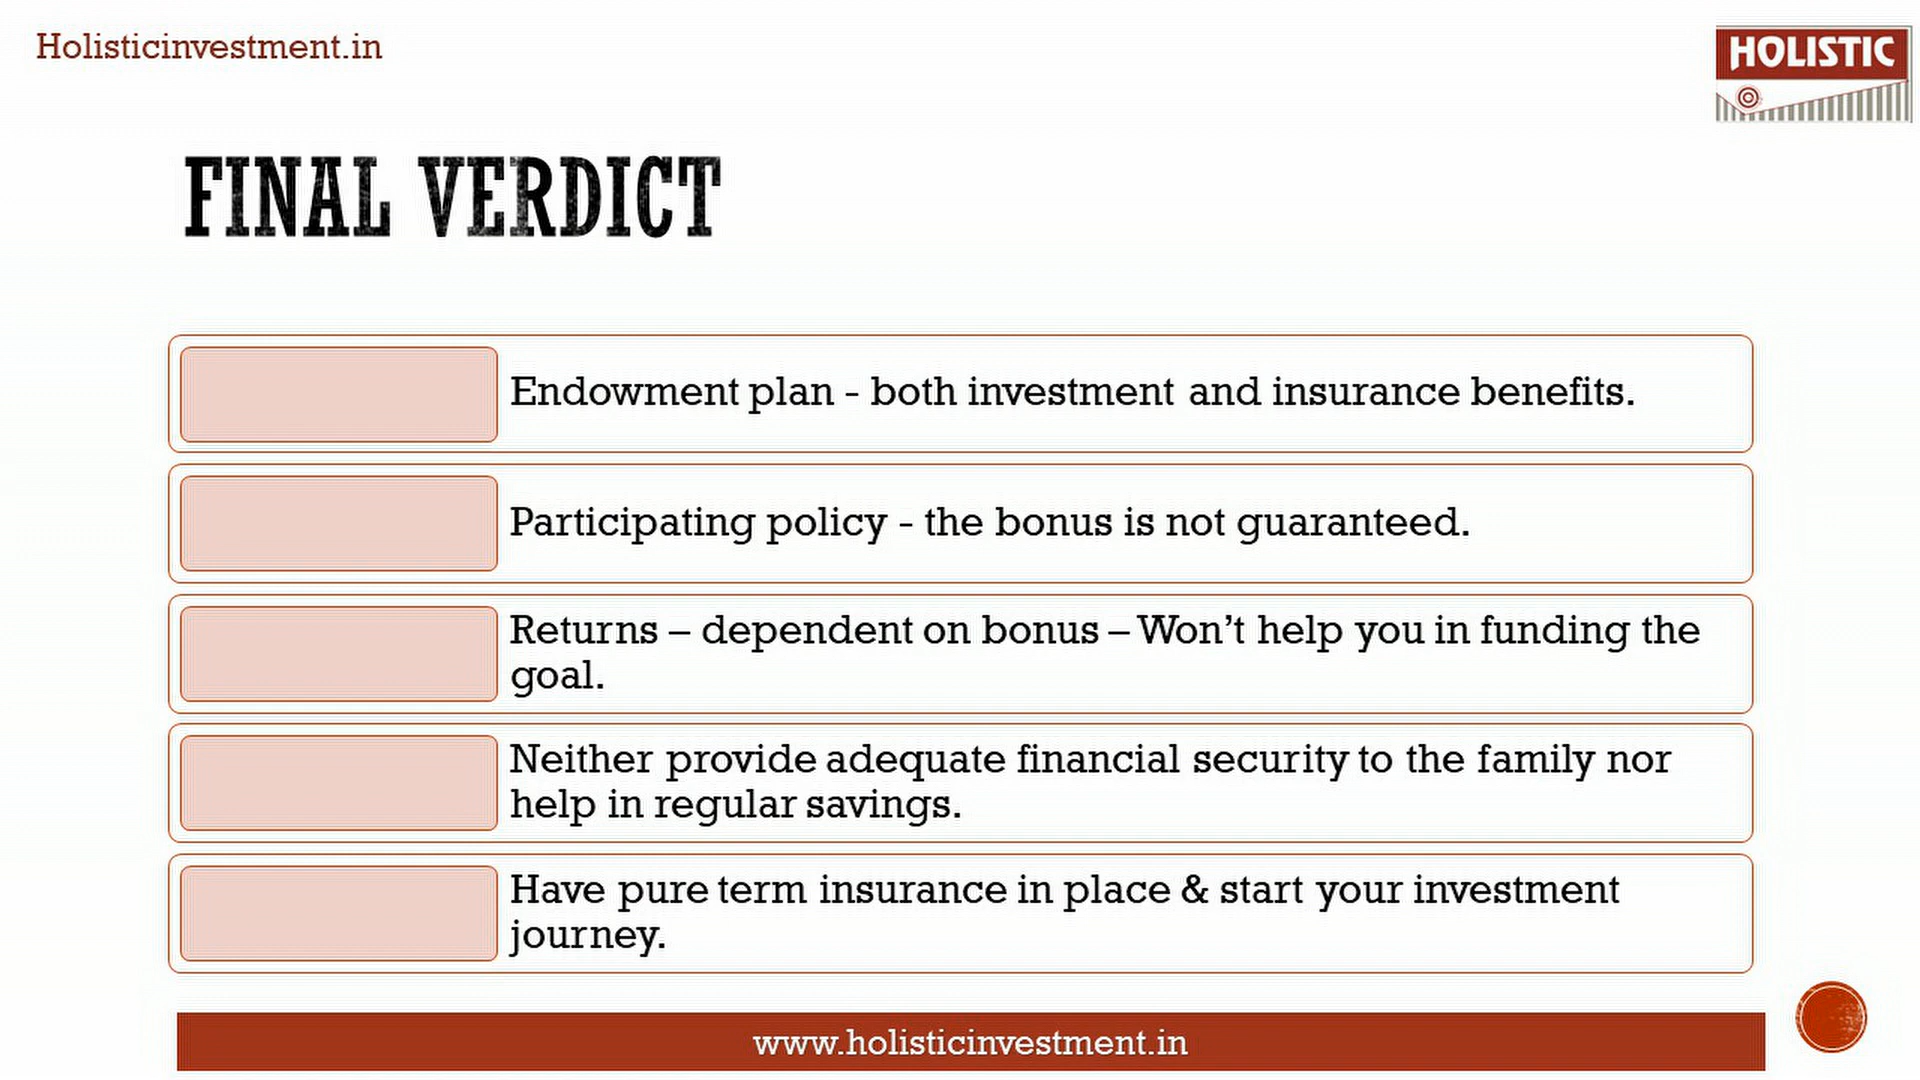 Holisticinvestment.in
HOLISTIC
FINAL VERDICT
Endowment plan - both investment and insurance benefits.
Participating policy - the bonus is not guaranteed.
Returns – dependent on bonus – Won’t help you in funding the
goal.
Neither provide adequate financial security to the family nor
help in regular savings.
Have pure term insurance in place & start your investment
journey.
www.holisticinvestment.in